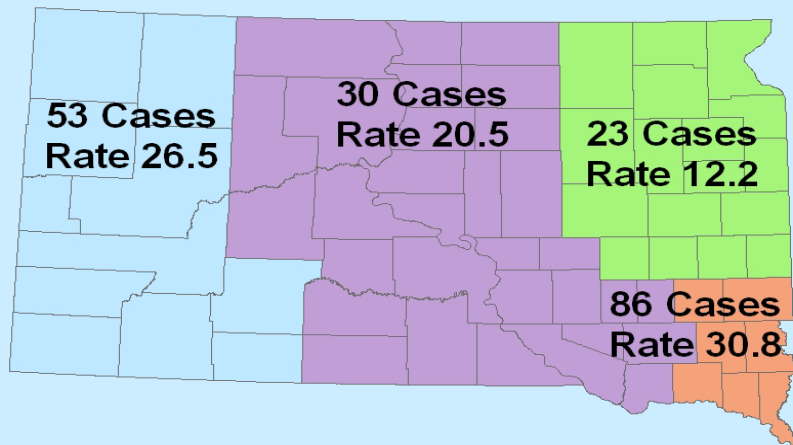 53 Cases
Rate 26.5
30 Cases
Rate 20.5
23 Cases
Rate 12.2
86 Cases
Rate 30.8